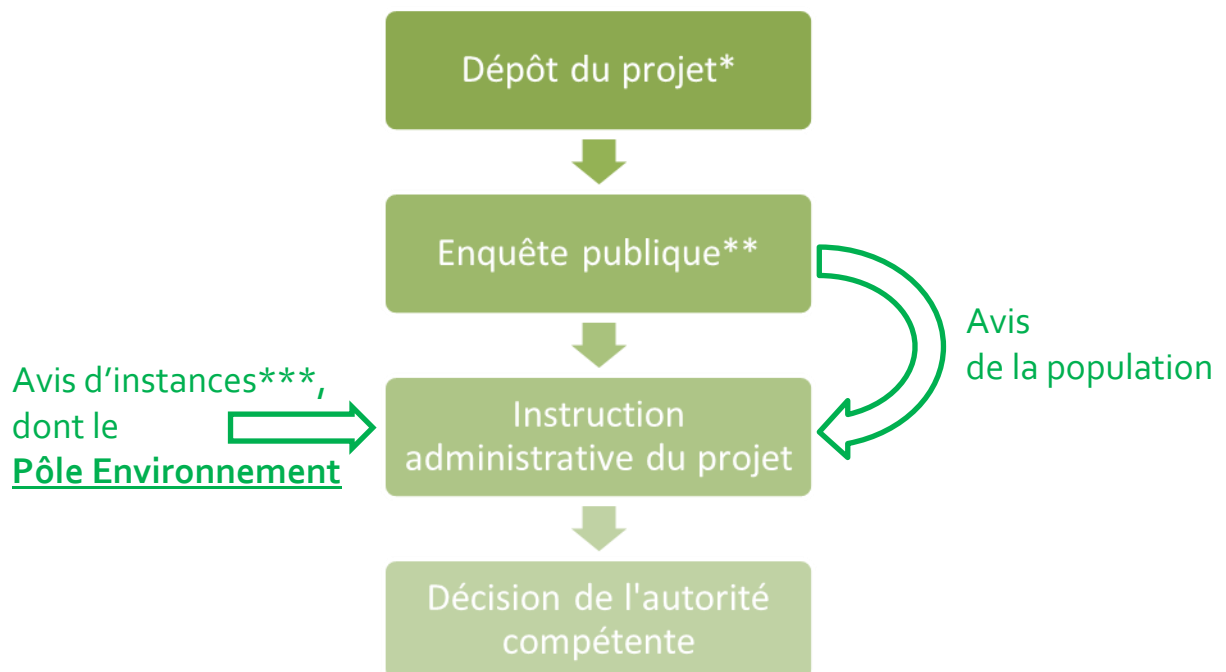 Dépôt du projet*
Enquête publique**
Avis
de la population
Avis d’instances***,
dont le
Pôle Environnement
Instruction
administrative du projet
Décision de l'autorité
compétente